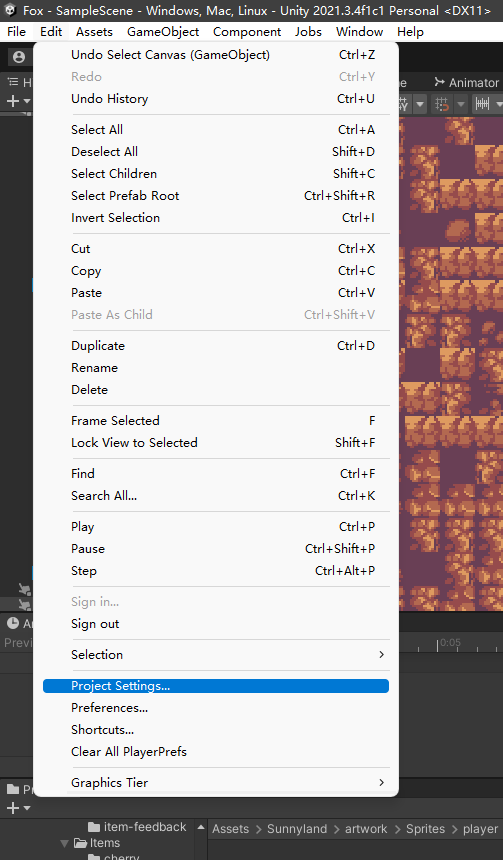 Fox - SampleScene - Windows, Mac, Linux - Unity 2021.3.4f1c1 Personal <DX11>
File Edit Assets GameObject Component Jobs Window Help
Undo Select Canvas (GameObject) Ctrl+Z
Redo Ctrl+Y
Undo History Ctrl+U
Animator
Select All Ctrl+A
Deselect All Shift+D
Select Children Shift+C
Select Prefab Root Ctrl+Shift+R
Invert Selection Ctrl+I
Cut Ctrl+X
Copy Ctrl+C
Paste Ctrl+V
Paste As Child Ctrl+Shift+V
Duplicate Ctrl+D
Rename
Delete
Frame Selected F
Lock View to Selected Shift+F
Find Ctrl+F
Search All... Ctrl+K
Play Ctrl+P
Pause Ctrl+Shift+P
Step Ctrl+Alt+P
Sign in...
Sign out
Selection >
0:05
Project Settings...
Preferences...
Shortcuts...
Clear All PlayerPrefs
Graphics Tier >
item-feedback
Items
cherry
Assets > Sunnyland > artwork > Sprites > player